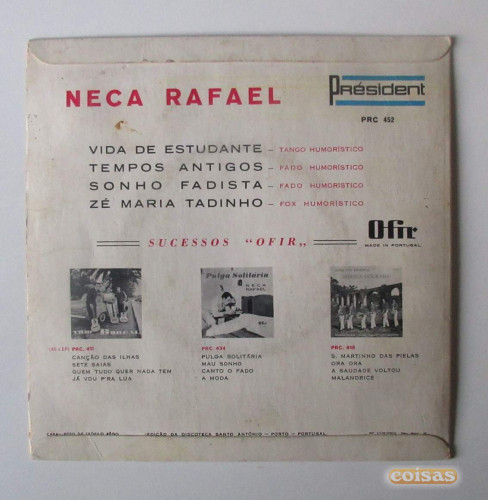 NECA RAFAEL
Président
PRC 452
VIDA DE ESTUDANTE – TANGO HUMORÍSTICO
TEMPOS ANTIGOS – FADO HUMORÍSTICO
SONHO FADISTA – FADO HUMORÍSTICO
ZÉ MARIA TADINHO – FOX HUMORÍSTICO
SUCESSOS "OFIR„
Ofir
MADE IN PORTUGAL
Pulga Solitária
NECA
RAFAEL
PRC. 411
CANÇÃO DAS ILHAS
SETE SAIAS
QUEM TUDO QUER NADA TEM
JÁ VOU P'RA LUA
PRC. 434
PULGA SOLITÁRIA
MAU SONHO
CANTO O FADO
A MODA
S. MARTINHO DAS PIELAS
ORA ORA
A SAUDADE VOLTOU
MALANDRICE
EDIÇÃO DA DISCOTECA SANTO ANTÓNIO - PORTO - PORTUGAL
coisas